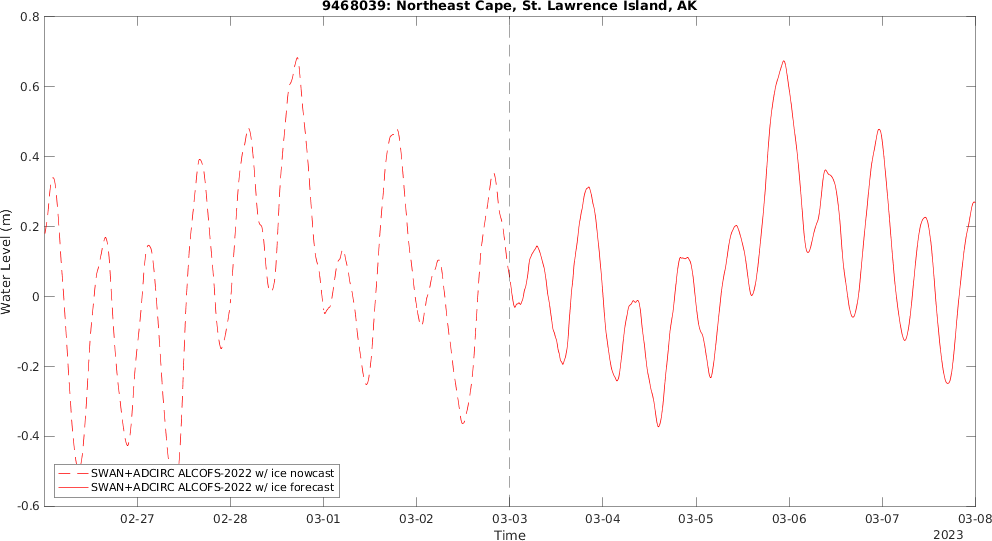 9468039: Northeast Cape, St. Lawrence Island, AK
Water Level (m)
0.8
0.6
0.4
0.2
0
-0.2
-0.4
-0.6
SWAN+ADCIRC ALCOFS-2022 w/ ice nowcast
SWAN+ADCIRC ALCOFS-2022 w/ ice forecast
02-27 02-28 03-01 03-02 03-03 03-04 03-05 03-06 03-07 03-08
Time
2023